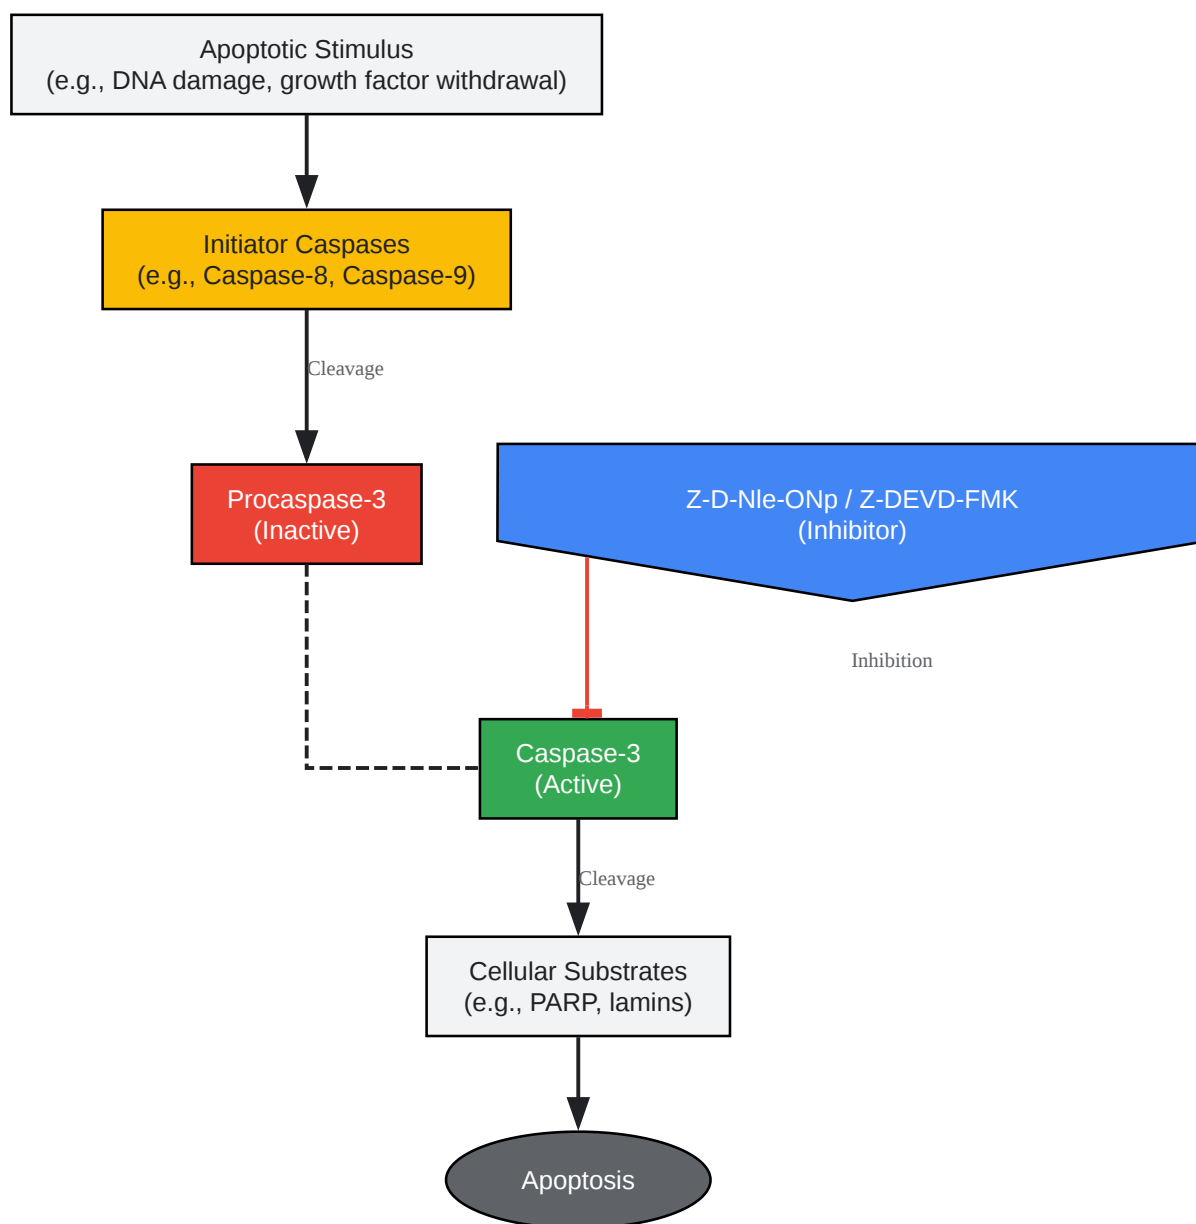 Apoptotic Stimulus
(e.g., DNA damage, growth factor withdrawal)
Initiator Caspases
(e.g., Caspase-8, Caspase-9)
Cleavage
Procaspase-3
(Inactive)
Z-D-Nle-ONp / Z-DEVD-FMK
(Inhibitor)
Inhibition
Caspase-3
(Active)
Cleavage
Cellular Substrates
(e.g., PARP, lamins)
Apoptosis